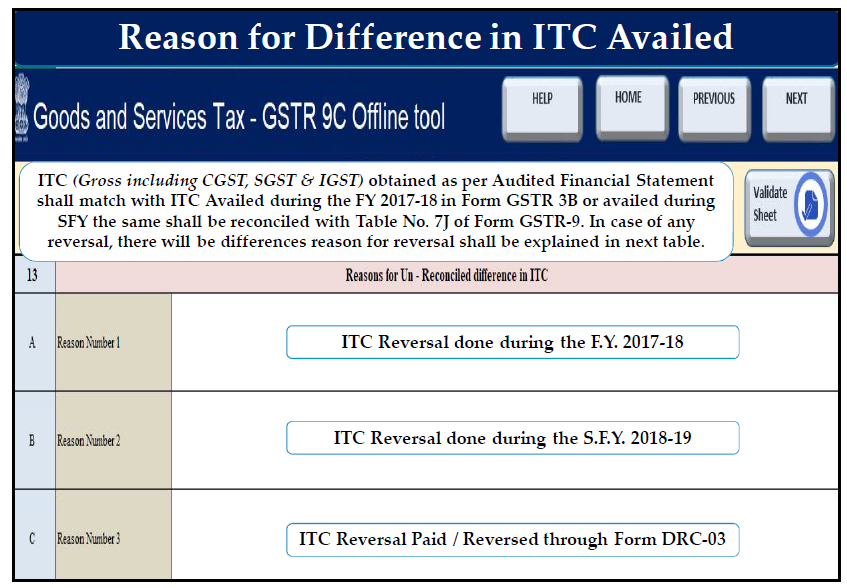 Reason for Difference in ITC Availed
Goods and Services Tax - GSTR 9C Offline tool
HELP
HOME
PREVIOUS
NEXT
ITC (Gross including CGST, SGST & IGST) obtained as per Audited Financial Statement
shall match with ITC Availed during the FY 2017-18 in Form GSTR 3B or availed during
SFY the same shall be reconciled with Table No. 7J of Form GSTR-9. In case of any
reversal, there will be differences reason for reversal shall be explained in next table.
Validate
Sheet
13 Reasons for Un - Reconciled difference in ITC
A Reason Number 1 ITC Reversal done during the F.Y. 2017-18
B Reason Number 2 ITC Reversal done during the S.F.Y. 2018-19
C Reason Number 3 ITC Reversal Paid / Reversed through Form DRC-03